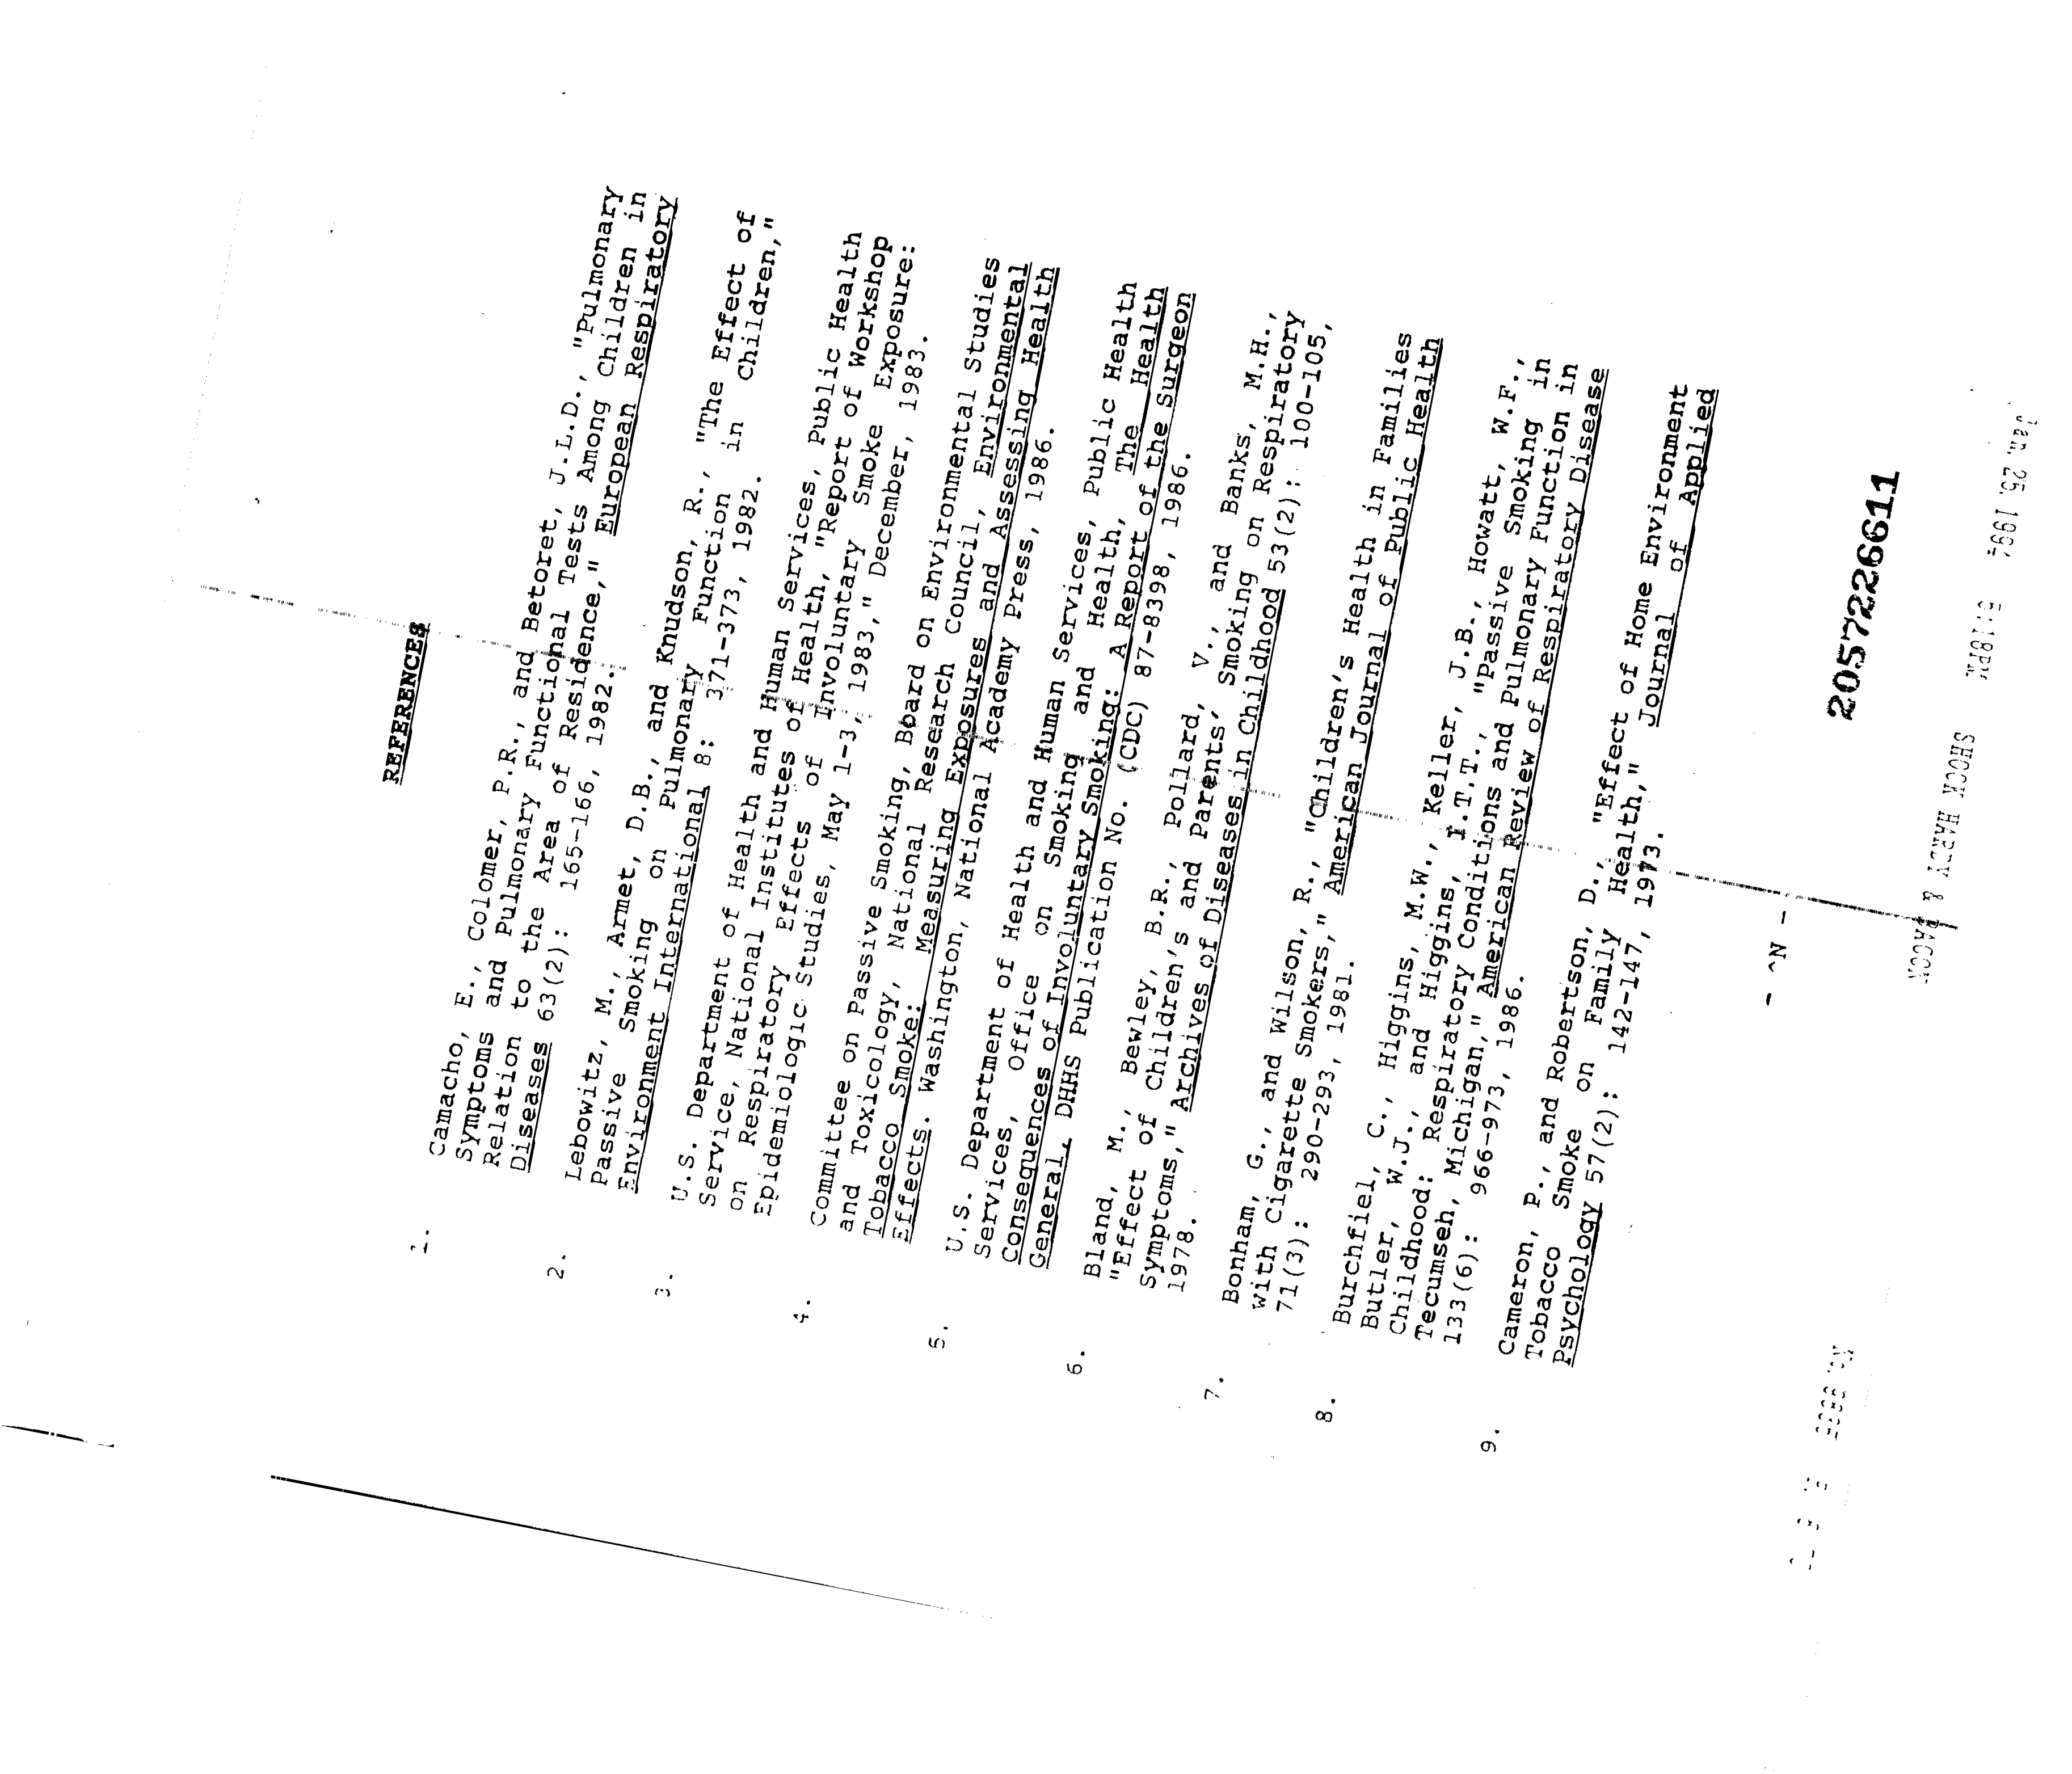 REFERENCES
1. Camacho, E., Colomer, P.R., and Betoret, J.L.D., "Pulmonary
Symptoms and Pulmonary Functional Tests Among Children in
Relation to the Area of Residence," European Respiratory
Diseases 63(2): 165-166, 1982.
2. Lebowitz, M., Armet, D.B., and Knudson, R., "The Effect of
Passive Smoking on Pulmonary Function in Children,"
Environment International 8: 371-373, 1982.
3. U.S. Department of Health and Human Services, Public Health
Service, National Institutes of Health, "Report of Workshop
on Respiratory Effects of Involuntary Smoke Exposure:
Epidemiologic Studies, May 1-3, 1983," December, 1983.
4. Committee on Passive Smoking, Board on Environmental Studies
and Toxicology, National Research Council, Environmental
Tobacco Smoke: Measuring Exposures and Assessing Health
Effects. Washington, National Academy Press, 1986.
5. U.S. Department of Health and Human Services, Public Health
Services, Office on Smoking and Health, The Health
Consequences of Involuntary Smoking: A Report of the Surgeon
General, DHHS Publication No. (CDC) 87-8398, 1986.
6. Bland, M., Bewley, B.R., Pollard, V., and Banks, M.H.,
"Effect of Children's and Parents' Smoking on Respiratory
Symptoms," Archives of Diseases in Childhood 53(2): 100-105,
1978.
7. Bonham, G., and Wilson, R., "Children's Health in Families
with Cigarette Smokers," American Journal of Public Health
71(3): 290-293, 1981.
8. Burchfiel, C., Higgins, M.W., Keller, J.B., Howatt, W.F.,
Butler, W.J., and Higgins, I.T.T., "Passive Smoking in
Childhood: Respiratory Conditions and Pulmonary Function in
Tecumseh, Michigan," American Review of Respiratory Disease
133(6): 966-973, 1986.
9. Cameron, P., and Robertson, D., "Effect of Home Environment
Tobacco Smoke on Family Health," Journal of Applied
Psychology 57(2): 142-147, 1973.
2057226611
SHOOK HARDY & BACON